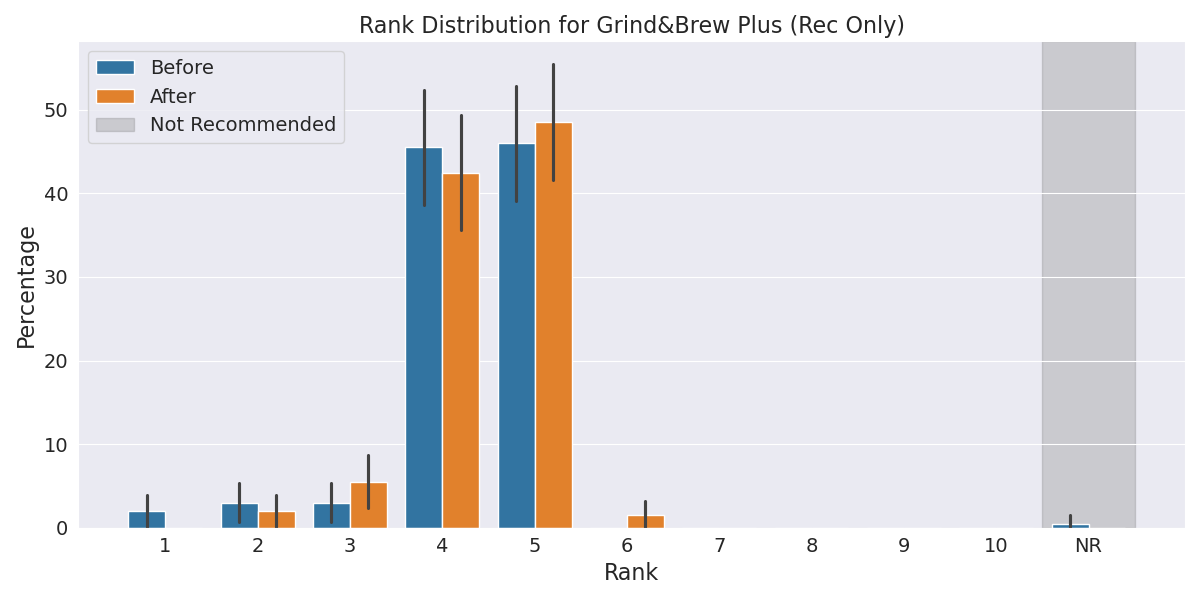 Rank Distribution for Grind&Brew Plus (Rec Only)
Before
After
Not Recommended
Percentage
50
40
30
20
10
0
1 2 3 4 5 6 7 8 9 10 NR
Rank